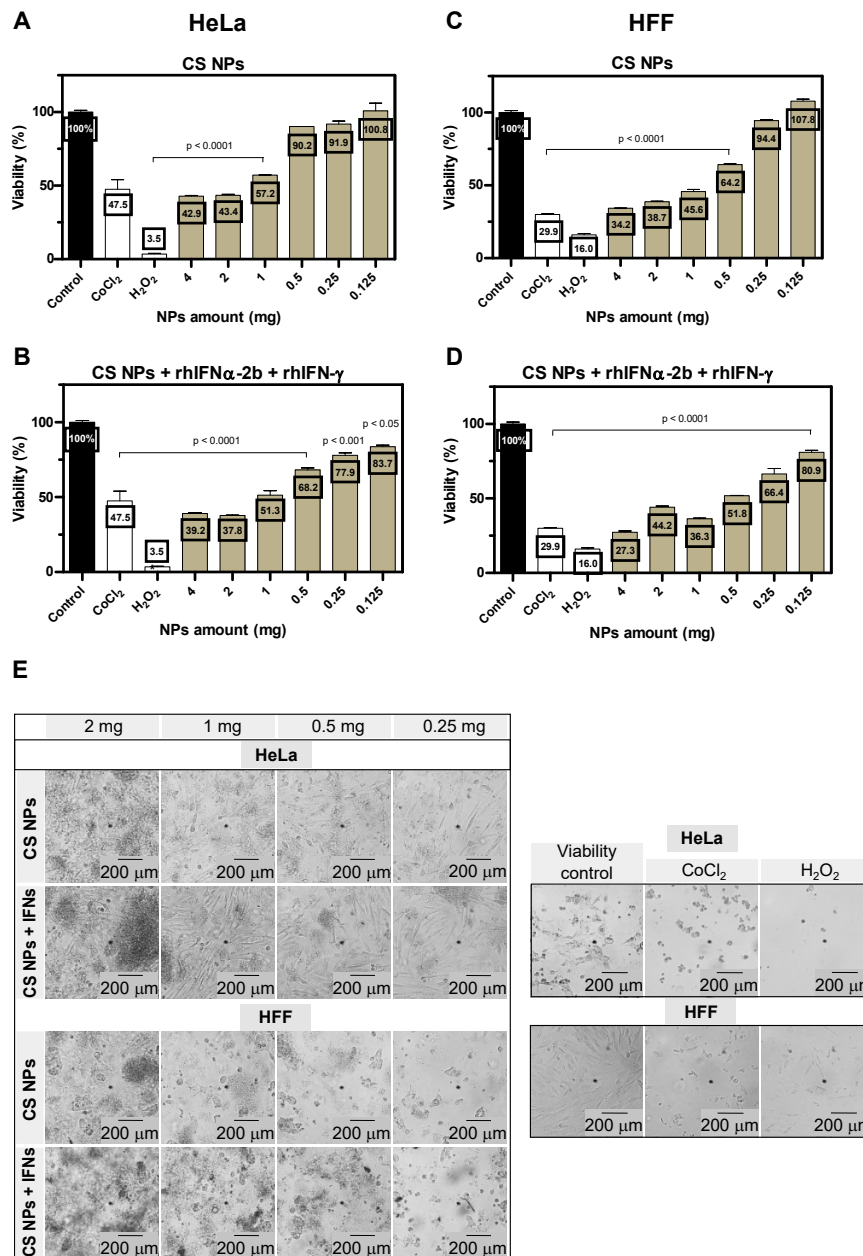 A
HeLa
CS NPs
Viability (%)
100
50
0
100%
47.5
3.5
42.9
43.4
57.2
90.2
91.9
100.8
p < 0.0001
Control
CoCl₂
H₂O₂
4
2
1
0.5
0.25
0.125
NPs amount (mg)
C
HFF
CS NPs
Viability (%)
100
50
0
100%
29.9
16.0
34.2
38.7
45.6
64.2
94.4
107.8
p < 0.0001
Control
CoCl₂
H₂O₂
4
2
1
0.5
0.25
0.125
NPs amount (mg)
B
CS NPs + rhIFNα-2b + rhIFN-γ
Viability (%)
100
50
0
100%
47.5
3.5
39.2
37.8
51.3
68.2
77.9
83.7
p < 0.0001
p < 0.001
p < 0.05
Control
CoCl₂
H₂O₂
4
2
1
0.5
0.25
0.125
NPs amount (mg)
D
CS NPs + rhIFNα-2b + rhIFN-γ
Viability (%)
100
50
0
100%
29.9
16.0
27.3
44.2
36.3
51.8
66.4
80.9
p < 0.0001
Control
CoCl₂
H₂O₂
4
2
1
0.5
0.25
0.125
NPs amount (mg)
E
2 mg 1 mg 0.5 mg 0.25 mg
HeLa
CS NPs
200 μm 200 μm 200 μm 200 μm
CS NPs + IFNs
200 μm 200 μm 200 μm 200 μm
HFF
CS NPs
200 μm 200 μm 200 μm 200 μm
CS NPs + IFNs
200 μm 200 μm 200 μm 200 μm
HeLa
Viability
control
CoCl₂
H₂O₂
200 μm 200 μm 200 μm
HFF
200 μm 200 μm 200 μm